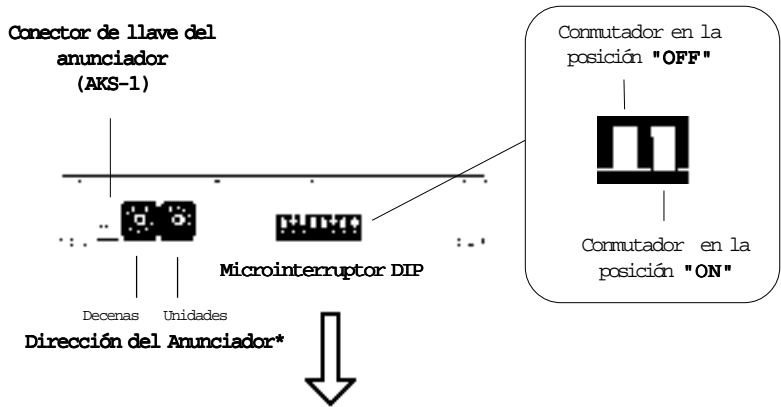 Conector de llave del
anunciador
(AKS-1)
Conmutador en la
posición "OFF"
Conmutador en la
posición "ON"
Microinterruptor DIP
Decenas Unidades
Dirección del Anunciador*